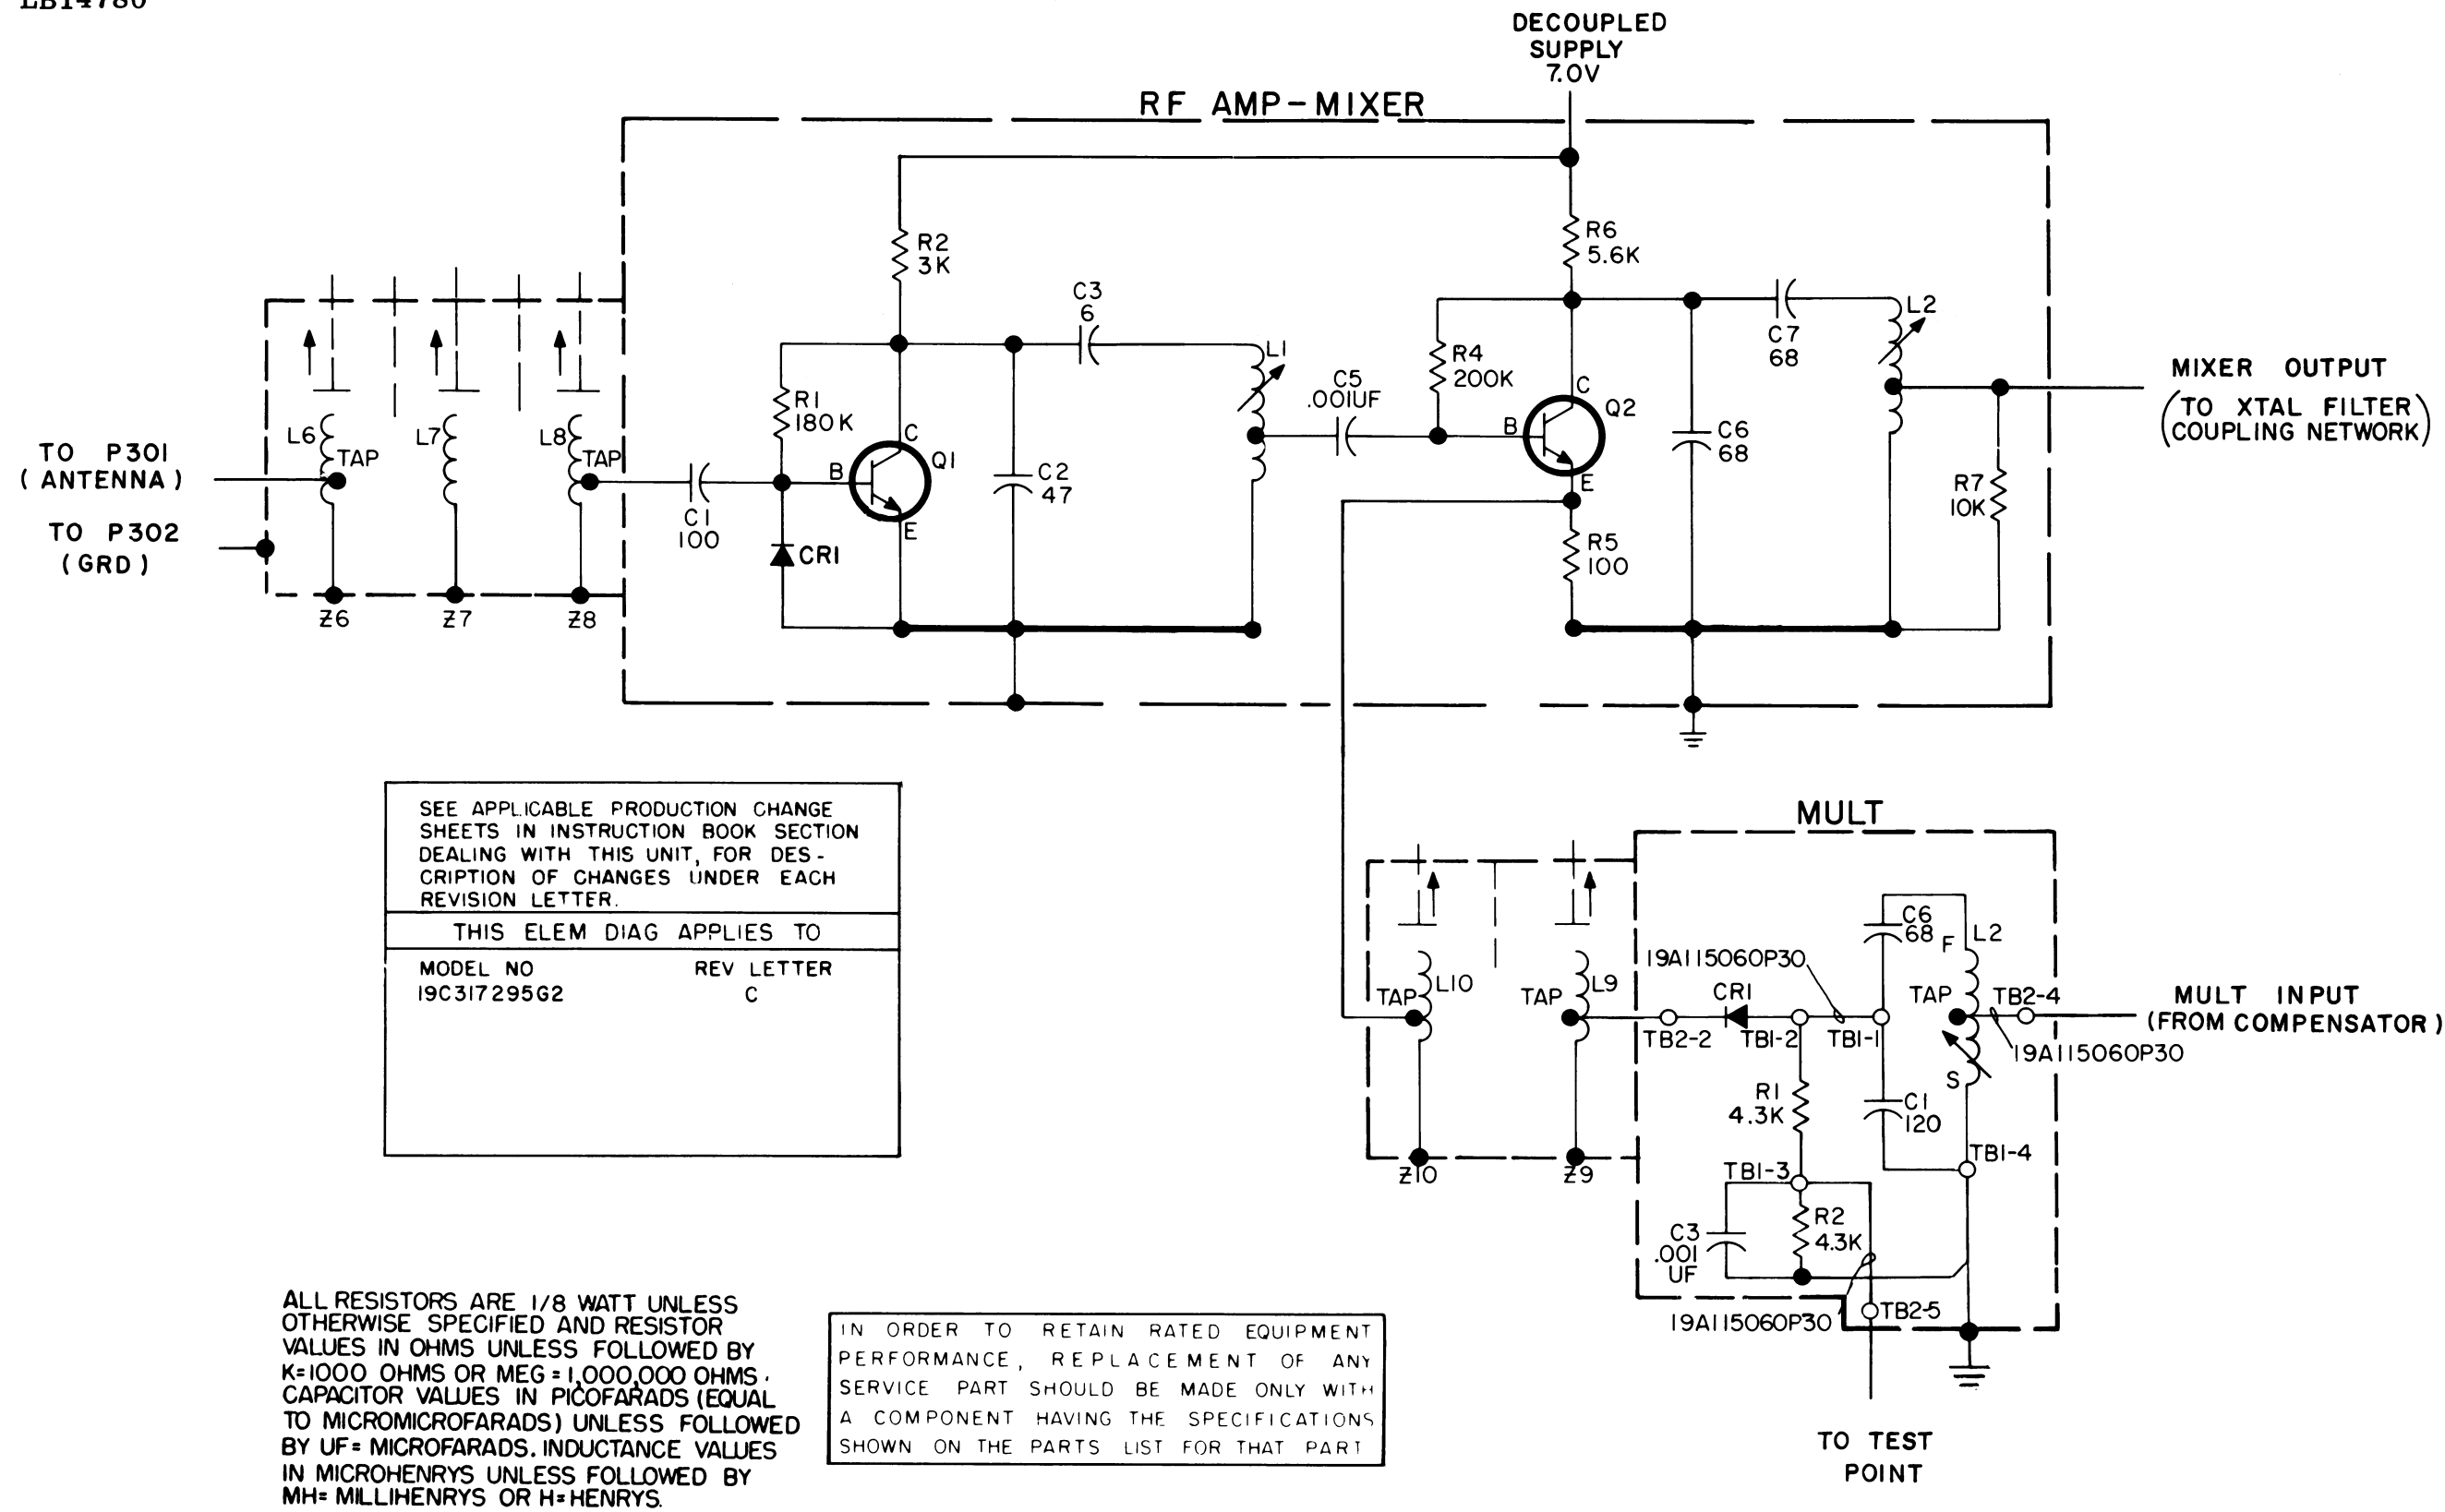 DECOUPLED
SUPPLY
7.0V
RF AMP-MIXER
R2
3K
R6
5.6K
C3
6
L1
R1
180K
C
B
Q1
E
C2
47
C1
100
CR1
C5
.001UF
R4
200K
C
B
Q2
E
R5
100
C6
68
C7
68
L2
R7
10K
MIXER OUTPUT
(TO XTAL FILTER
COUPLING NETWORK)
L6
TAP
L7
L8
TAP
TO P301
(ANTENNA)
TO P302
(GRD)
Z6
Z7
Z8
SEE APPLICABLE PRODUCTION CHANGE
SHEETS IN INSTRUCTION BOOK SECTION
DEALING WITH THIS UNIT, FOR DES-
CRIPTION OF CHANGES UNDER EACH
REVISION LETTER.
THIS ELEM DIAG APPLIES TO
MODEL NO REV LETTER
19C317295G2 C
MULT
C6
68
F
L2
19A115060P30
CR1
TAP
L10
TAP
L9
TAP
TB2-4
MULT INPUT
(FROM COMPENSATOR)
TB2-2
TB1-2
TB1-1
19A115060P30
S
R1
4.3K
C1
120
TB1-4
TB1-3
Z10
Z9
R2
4.3K
C3
.001
UF
19A115060P30
TB2-5
TO TEST
POINT
ALL RESISTORS ARE 1/8 WATT UNLESS
OTHERWISE SPECIFIED AND RESISTOR
VALUES IN OHMS UNLESS FOLLOWED BY
K=1000 OHMS OR MEG = 1,000,000 OHMS.
CAPACITOR VALUES IN PICOFARADS (EQUAL
TO MICROMICROFARADS) UNLESS FOLLOWED
BY UF= MICROFARADS. INDUCTANCE VALUES
IN MICROHENRYS UNLESS FOLLOWED BY
MH= MILLIHENRYS OR H=HENRYS.
IN ORDER TO RETAIN RATED EQUIPMENT
PERFORMANCE, REPLACEMENT OF ANY
SERVICE PART SHOULD BE MADE ONLY WITH
A COMPONENT HAVING THE SPECIFICATIONS
SHOWN ON THE PARTS LIST FOR THAT PART